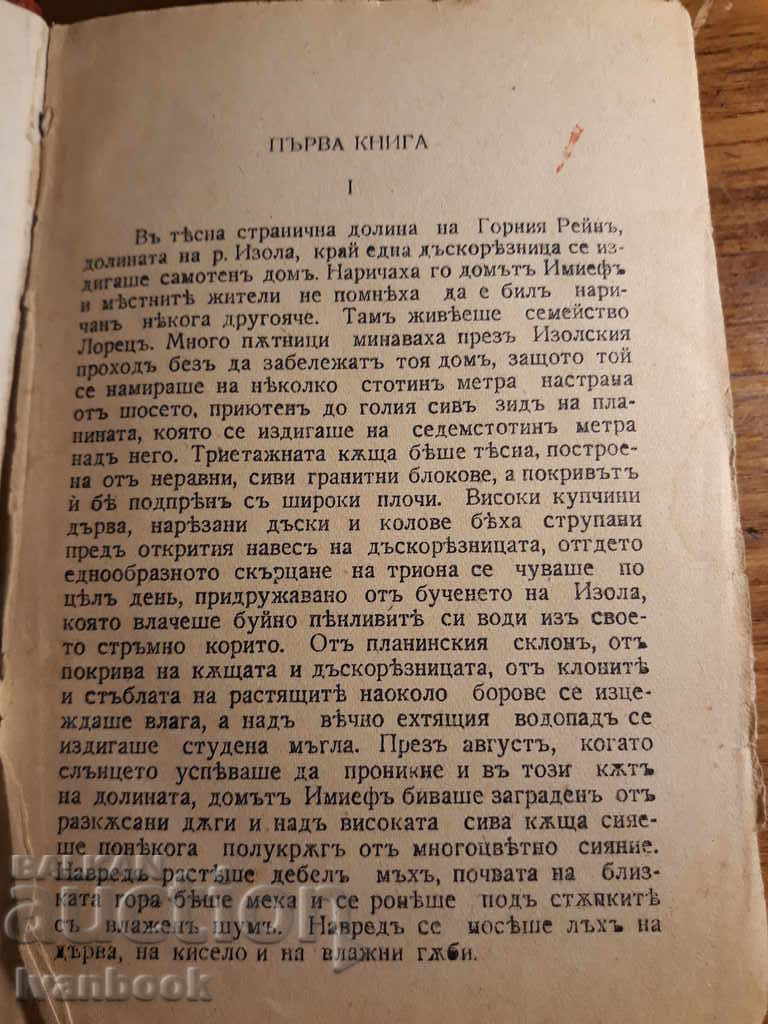 ПЪРВА КНИГА
I
Въ тѣсна странична долина на Горния Рейнъ,
долината на р. Изола, край една дъскорѣзница се из-
дигаше самотенъ домъ. Наричаха го домътъ Имиефъ
и мѣстнитѣ жители не помнѣха да е билъ нари-
чанъ нѣкога другояче. Тамъ живѣеше семейство
Лорецъ. Много пѫтници минаваха презъ Изолския
проходъ безъ да забележатъ тоя домъ, защото той
се намираше на нѣколко стотинъ метра настрана
отъ шосето, приютенъ до голия сивъ зидъ на пла-
нината, която се издигаше на седемстотинъ метра
надъ него. Триетажната кѫща бѣше тѣсна, построе-
на отъ неравни, сиви гранитни блокове, а покривътъ
ѝ бѣ подпрѣнъ съ широки плочи. Високи купчини
дърва, нарѣзани дъски и колове бѣха струпани
предъ открития навесъ на дъскорѣзницата, отгдето
еднообразното скърцане на триона се чуваше по
цѣлъ день, придружавано отъ бученето на Изола,
която влачеше буйно пѣнливитѣ си води изъ свое-
то стръмно корито. Отъ планинския склонъ, отъ
покрива на кѫщата и дъскорѣзницата, отъ клонитѣ
и стъблата на растящитѣ наоколо борове се изце-
ждаше влага, а надъ вѣчно ехтящия водопадъ се
издигаше студена мъгла. Презъ августъ, когато
слънцето успѣваше да проникне и въ този кѫтъ
на долината, домътъ Имиефъ биваше заграденъ отъ
разкѫсани дѫги и надъ високата сива кѫща сияе-
ше понѣкога полукрѫгъ отъ многоцвѣтно сияние.
Навредъ растѣше дебелъ мъхъ, почвата на близ-
ката гора бѣше мека и се ронѣше подъ стѫпкитѣ
съ влаженъ шумъ. Навредъ се носѣше лъхъ на
дърва, на кисело и на влажни гѫби.
БАЛКАН
аукцион
Ivanbook